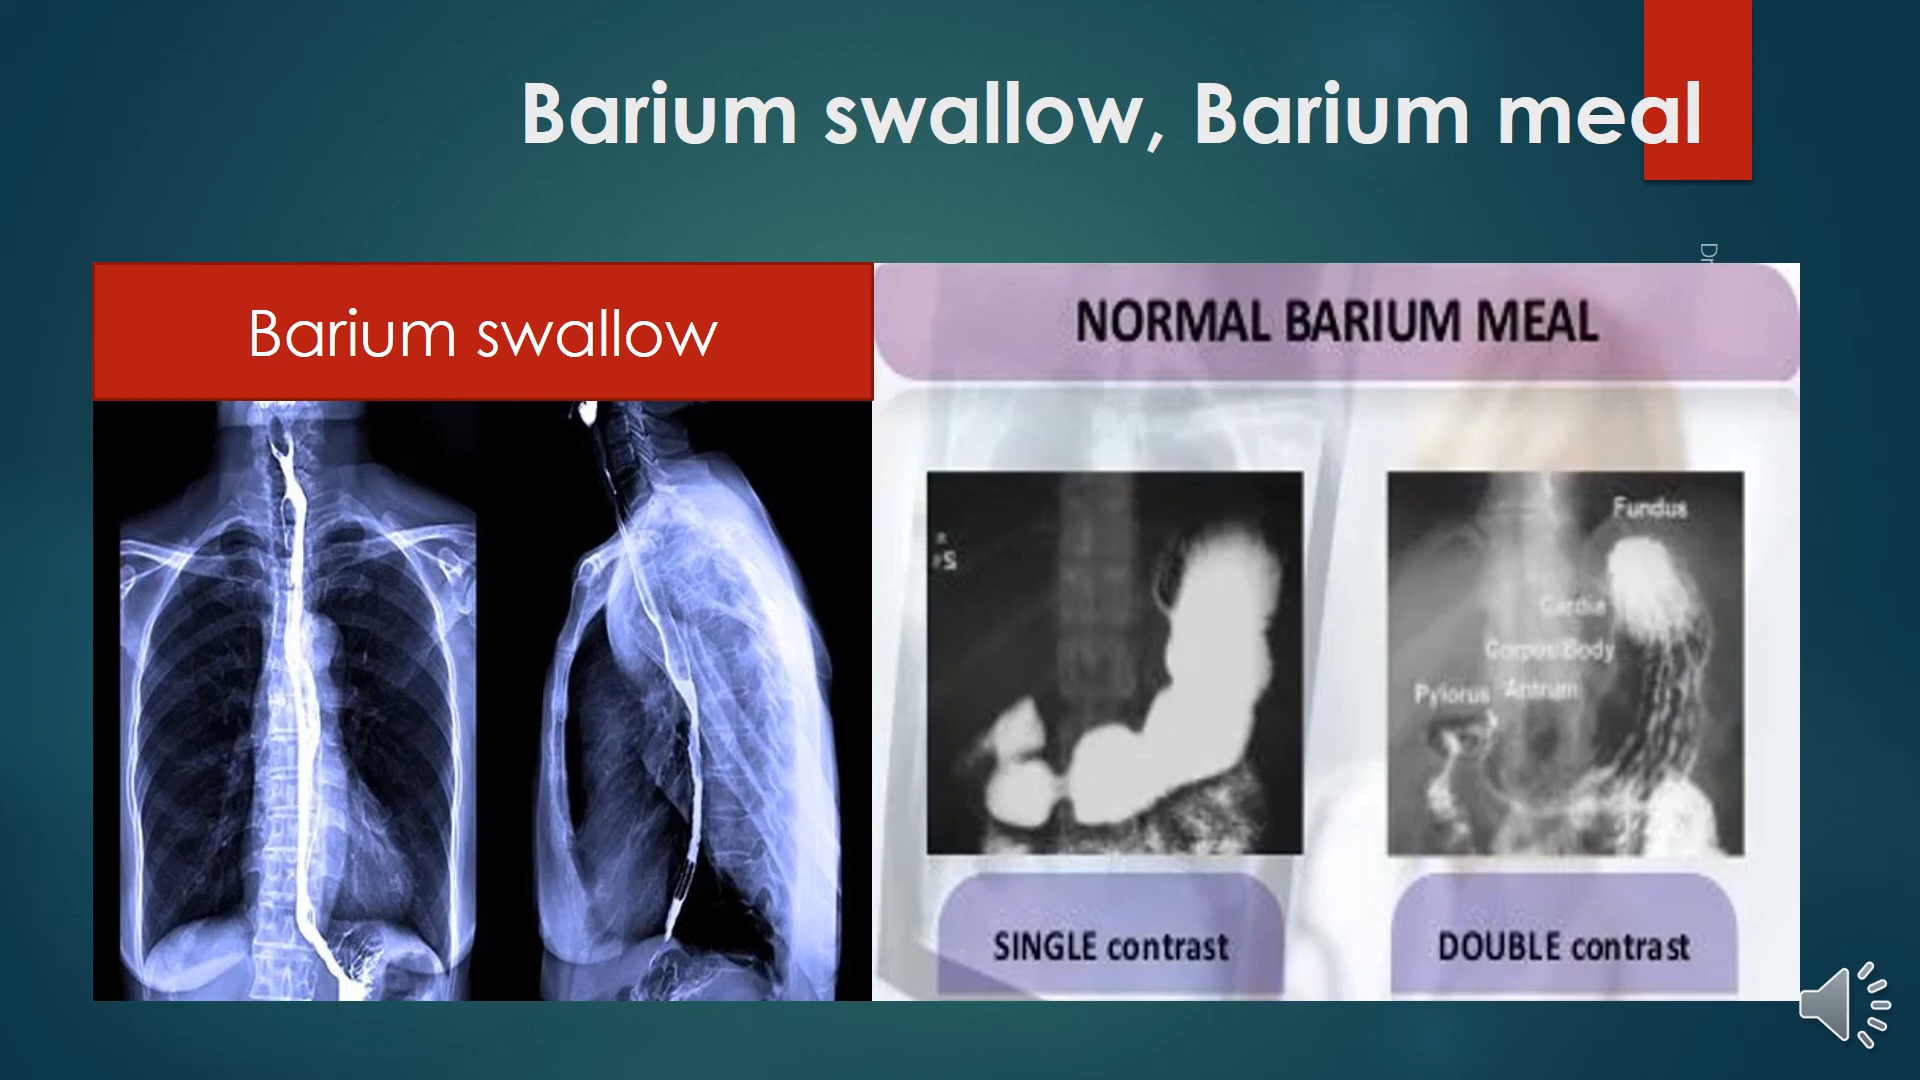 Barium swallow, Barium meal
Dr
Barium swallow
NORMAL BARIUM MEAL
Fundus
Cardia
Corpus/Body
Pylorus Antrum
SINGLE contrast
DOUBLE contrast